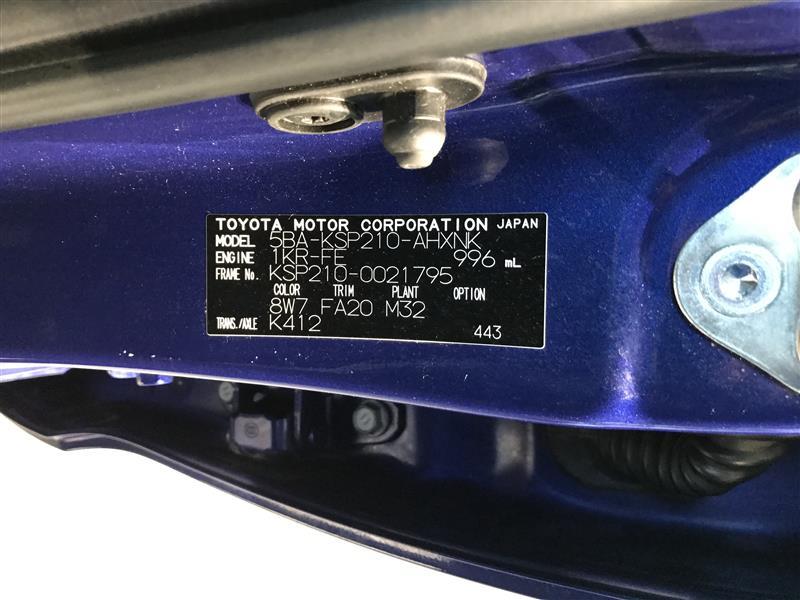 TOYOTA MOTOR CORPORATION JAPAN
MODEL 5BA-KSP210-AHXNK
ENGINE 1KR-FE 996 mL
FRAME No. KSP210-0021795
COLOR TRIM PLANT OPTION
8W7 FA20 M32
TRANS./AXLE K412 443